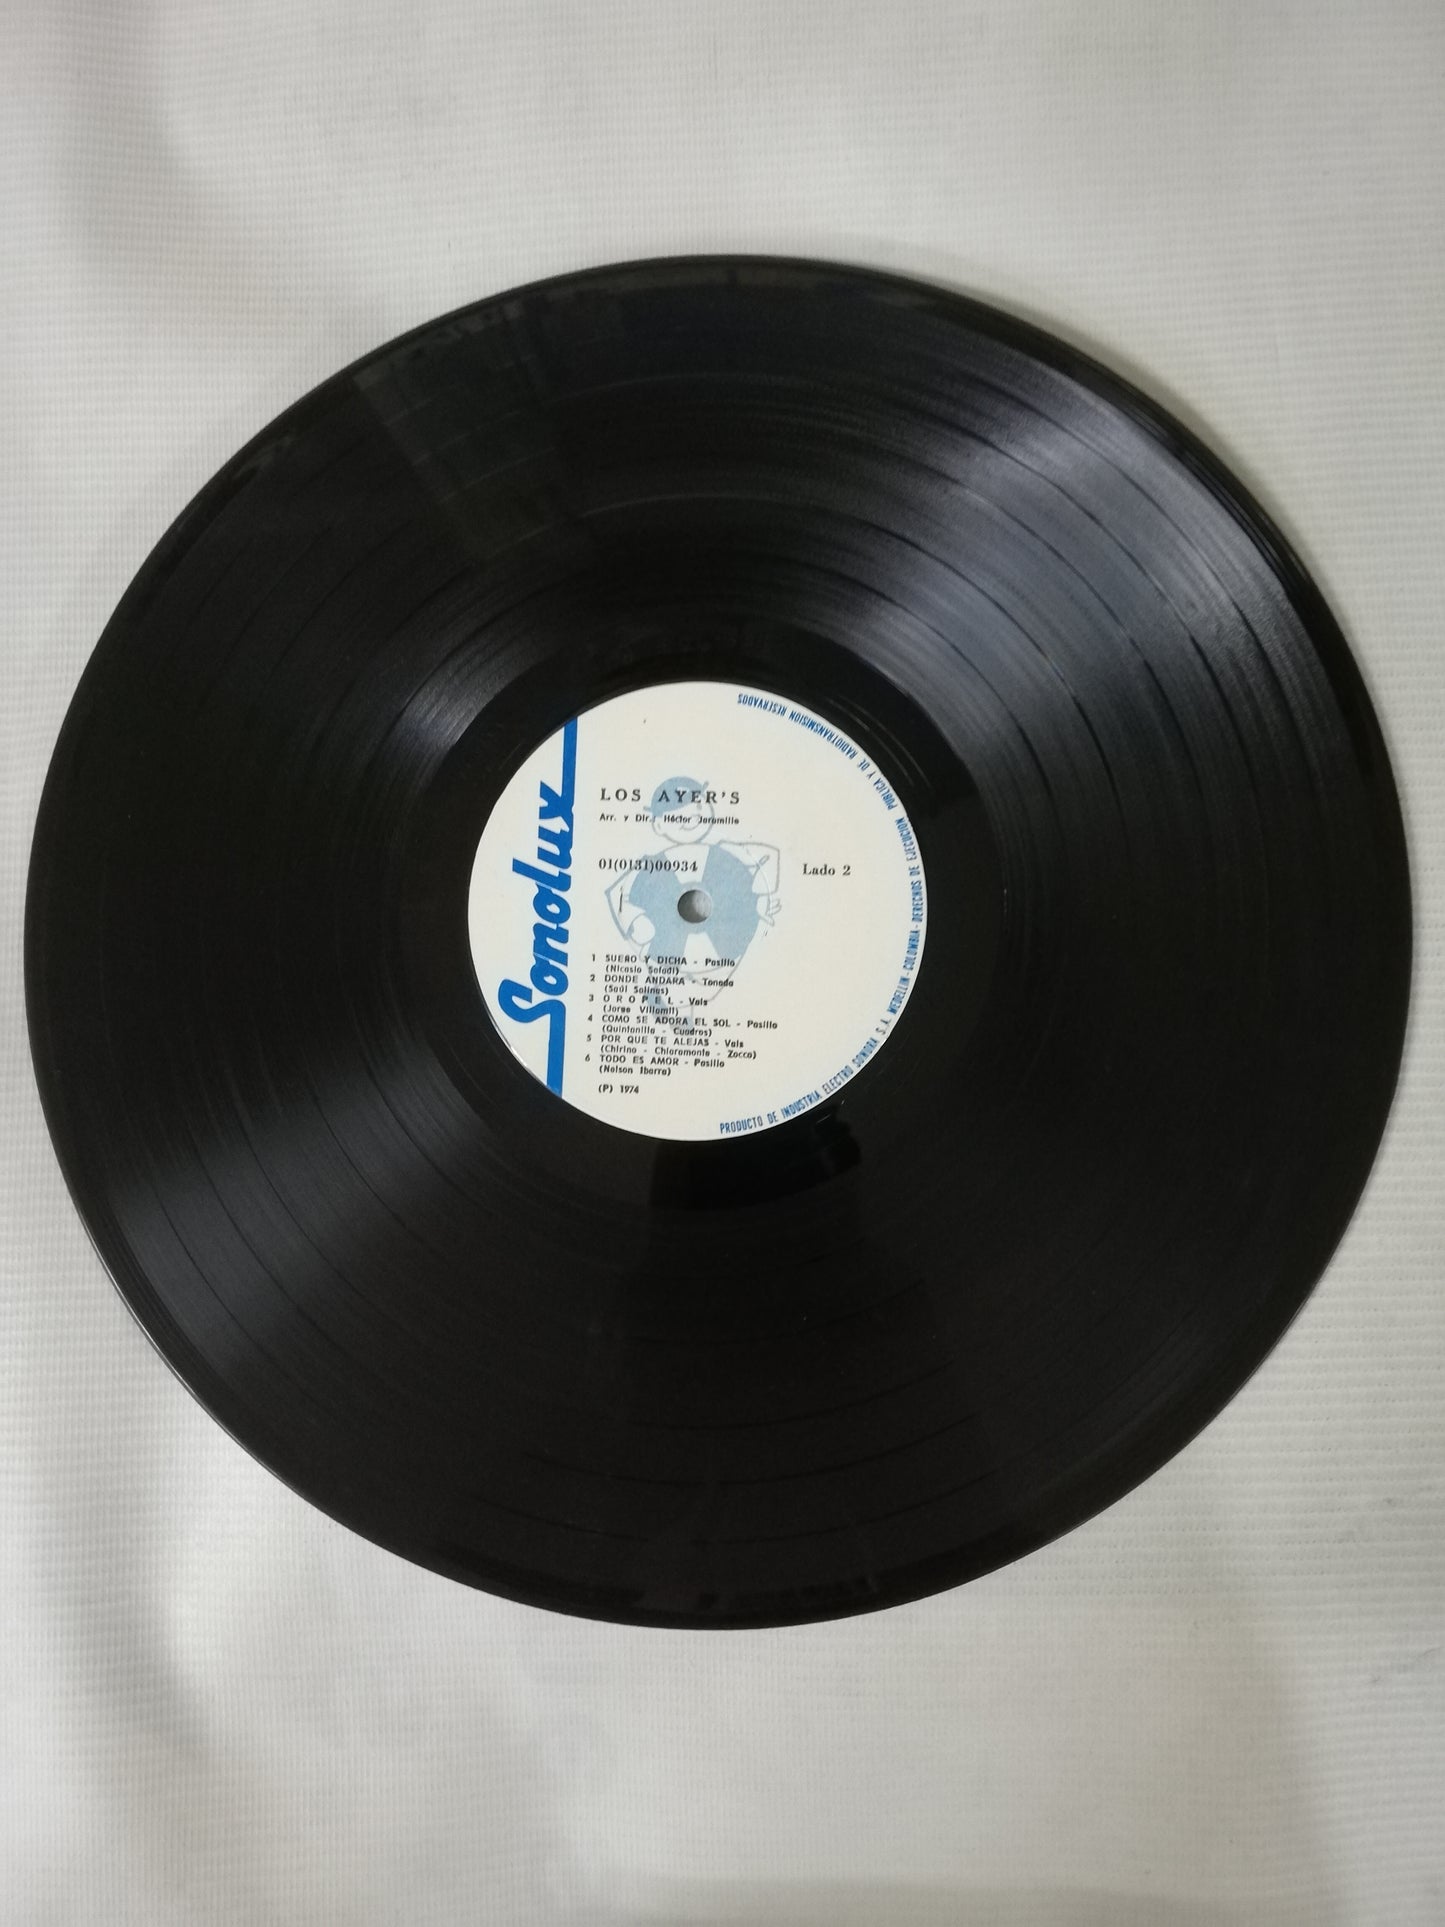 Sonolux
LOS AYER'S
Arr. y Dir.: Héctor Jaramillo
01(0131)00934
Lado 2
1 SUEÑO Y DICHA - Pasillo
(Nicasio Safadi)
2 DONDE ANDARA - Tonada
(Saúl Salinas)
3 O R O P E L - Vals
(Jorge Villamil)
4 COMO SE ADORA EL SOL - Pasillo
(Quintanilla - Cuadros)
5 POR QUE TE ALEJAS - Vals
(Chirino - Chiaramonte - Zocca)
6 TODO ES AMOR - Pasillo
(Nelson Ibarra)
(P) 1974
PRODUCTO DE INDUSTRIA ELECTRO SONORA S.A. MEDELLIN-COLOMBIA- DERECHOS DE EJECUCION PUBLICA Y DE RADIOTRANSMISION RESERVADOS